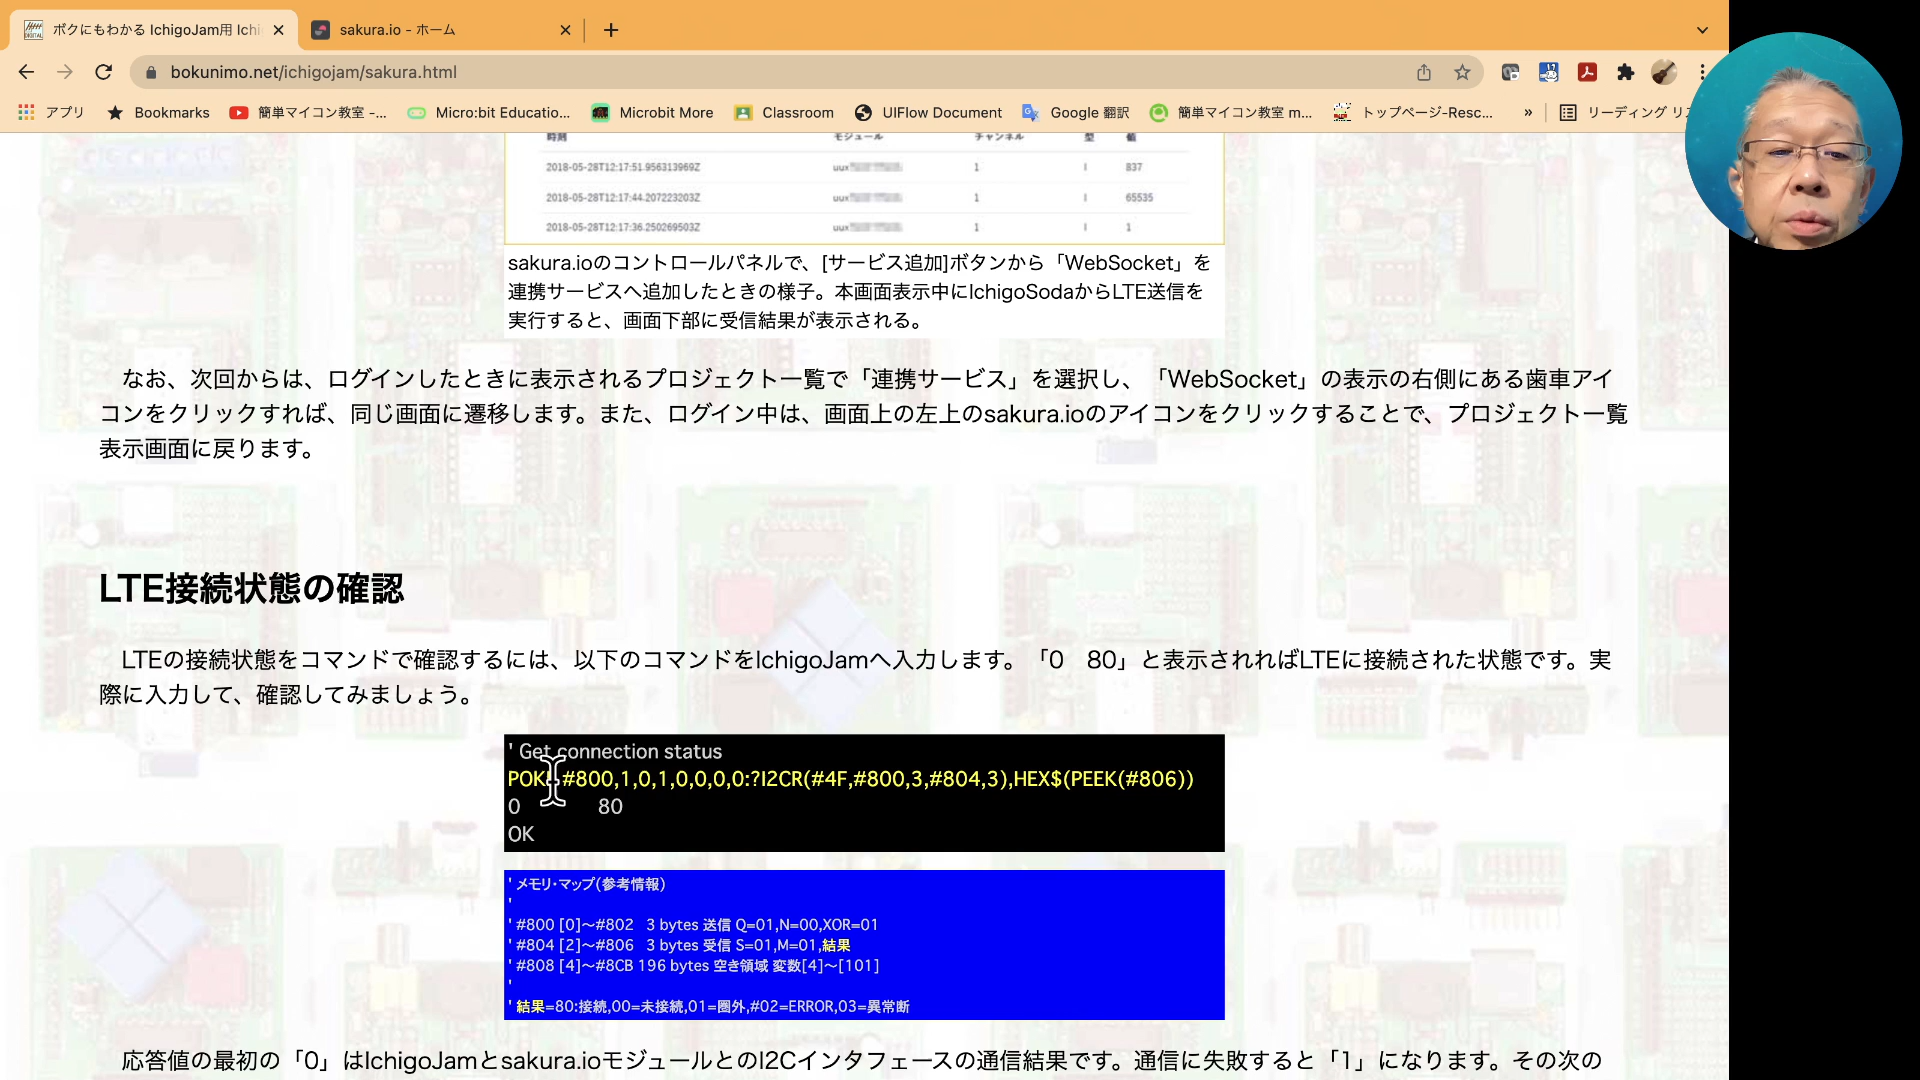 ボクにもわかる IchigoJam用 Ichi
sakura.io - ホーム
bokunimo.net/ichigojam/sakura.html
アプリ
Bookmarks
簡単マイコン教室 -...
Micro:bit Educatio...
Microbit More
Classroom
UIFlow Document
Google 翻訳
簡単マイコン教室 m...
トップページ-Resc...
»
リーディング リ
時刻 モジュール チャンネル 型 値
2018-05-28T12:17:51.956313969Z uux 1 I 837
2018-05-28T12:17:44.207223203Z uux 1 I 65535
2018-05-28T12:17:36.250269503Z uux 1 I 1
sakura.ioのコントロールパネルで、[サービス追加]ボタンから「WebSocket」を
連携サービスへ追加したときの様子。本画面表示中にIchigoSodaからLTE送信を
実行すると、画面下部に受信結果が表示される。
なお、次回からは、ログインしたときに表示されるプロジェクト一覧で「連携サービス」を選択し、「WebSocket」の表示の右側にある歯車アイ
コンをクリックすれば、同じ画面に遷移します。また、ログイン中は、画面上の左上のsakura.ioのアイコンをクリックすることで、プロジェクト一覧
表示画面に戻ります。
LTE接続状態の確認
LTEの接続状態をコマンドで確認するには、以下のコマンドをIchigoJamへ入力します。「0 80」と表示されればLTEに接続された状態です。実
際に入力して、確認してみましょう。
' Get connection status
POKE #800,1,0,1,0,0,0,0:?I2CR(#4F,#800,3,#804,3),HEX$(PEEK(#806))
0 80
OK
' メモリ・マップ(参考情報)
'
' #800 [0]～#802 3 bytes 送信 Q=01,N=00,XOR=01
' #804 [2]～#806 3 bytes 受信 S=01,M=01,結果
' #808 [4]～#8CB 196 bytes 空き領域 変数[4]～[101]
'
' 結果=80:接続,00=未接続,01=圏外,#02=ERROR,03=異常断
応答値の最初の「0」はIchigoJamとsakura.ioモジュールとのI2Cインタフェースの通信結果です。通信に失敗すると「1」になります。その次の